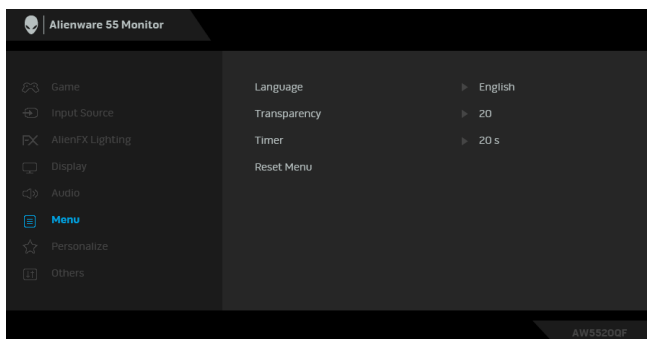 Alienware 55 Monitor
Game
Input Source
AlienFX Lighting
Display
Audio
Menu
Personalize
Others
Language English
Transparency 20
Timer 20 s
Reset Menu
AW5520QF